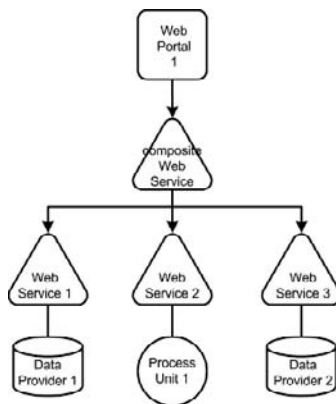 Web
Portal
1
composite
Web
Service
Web
Service 1
Web
Service 2
Web
Service 3
Data
Provider 1
Process
Unit 1
Data
Provider 2